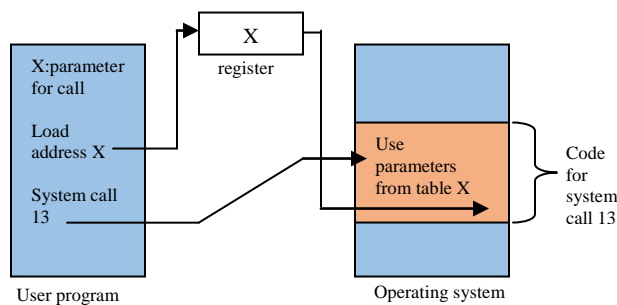 X:parameter
for call
Load
address X
System call
13
User program
X
register
Use
parameters
from table X
Operating system
Code
for
system
call 13